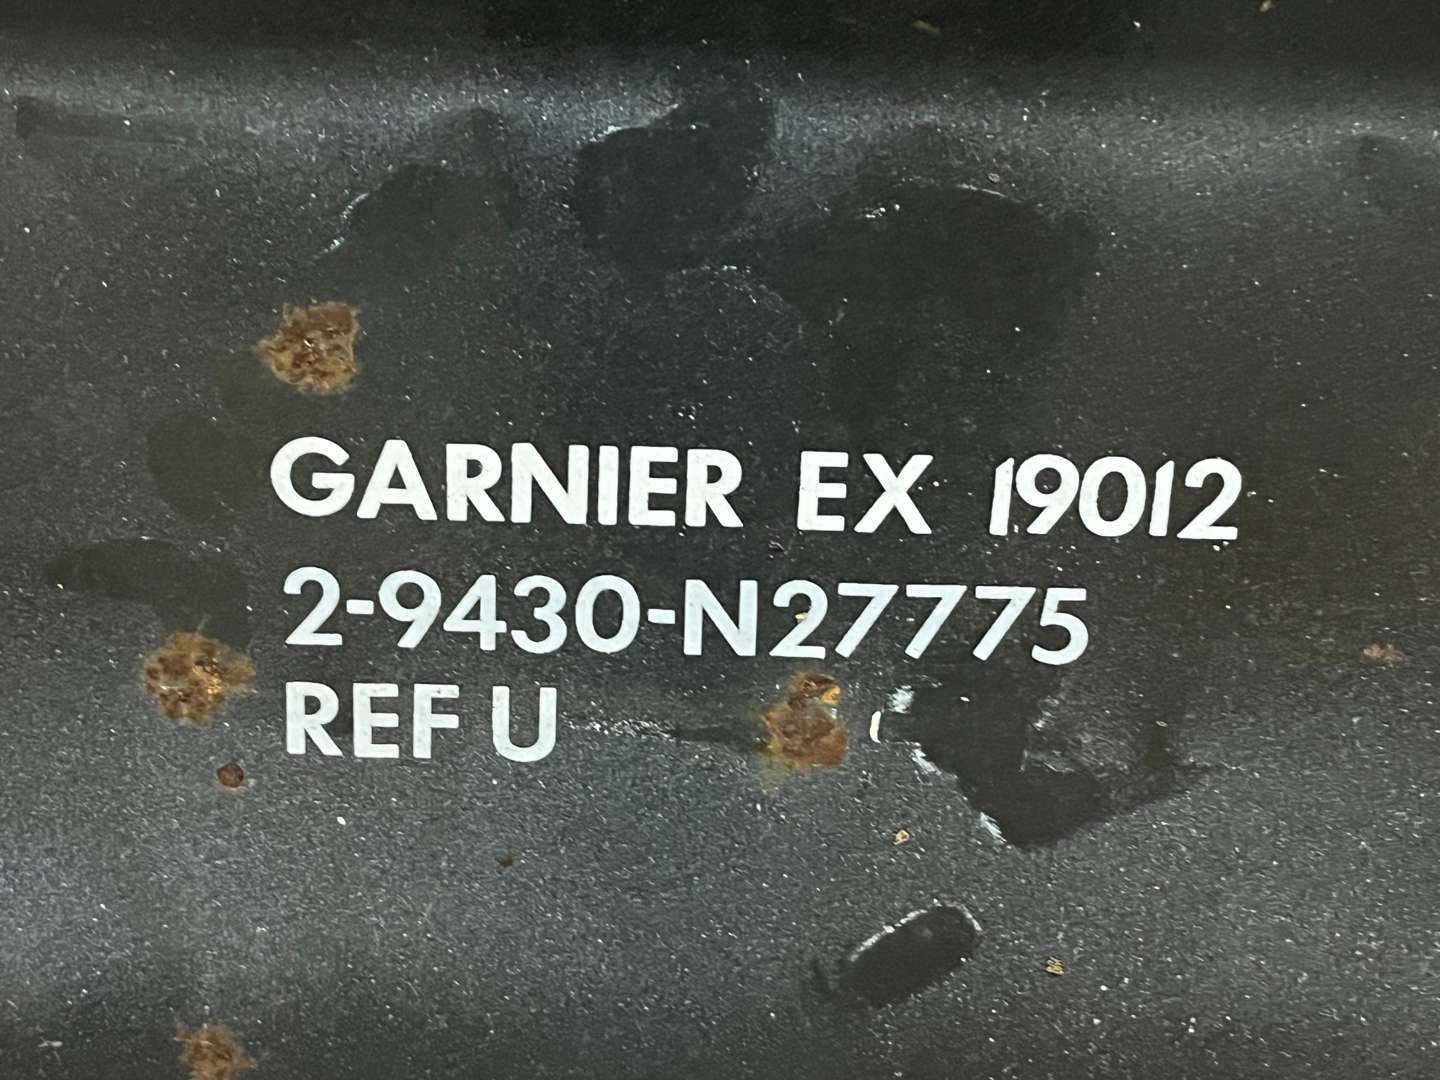 GARNIER EX 19012
2-9430-N27775
REF U